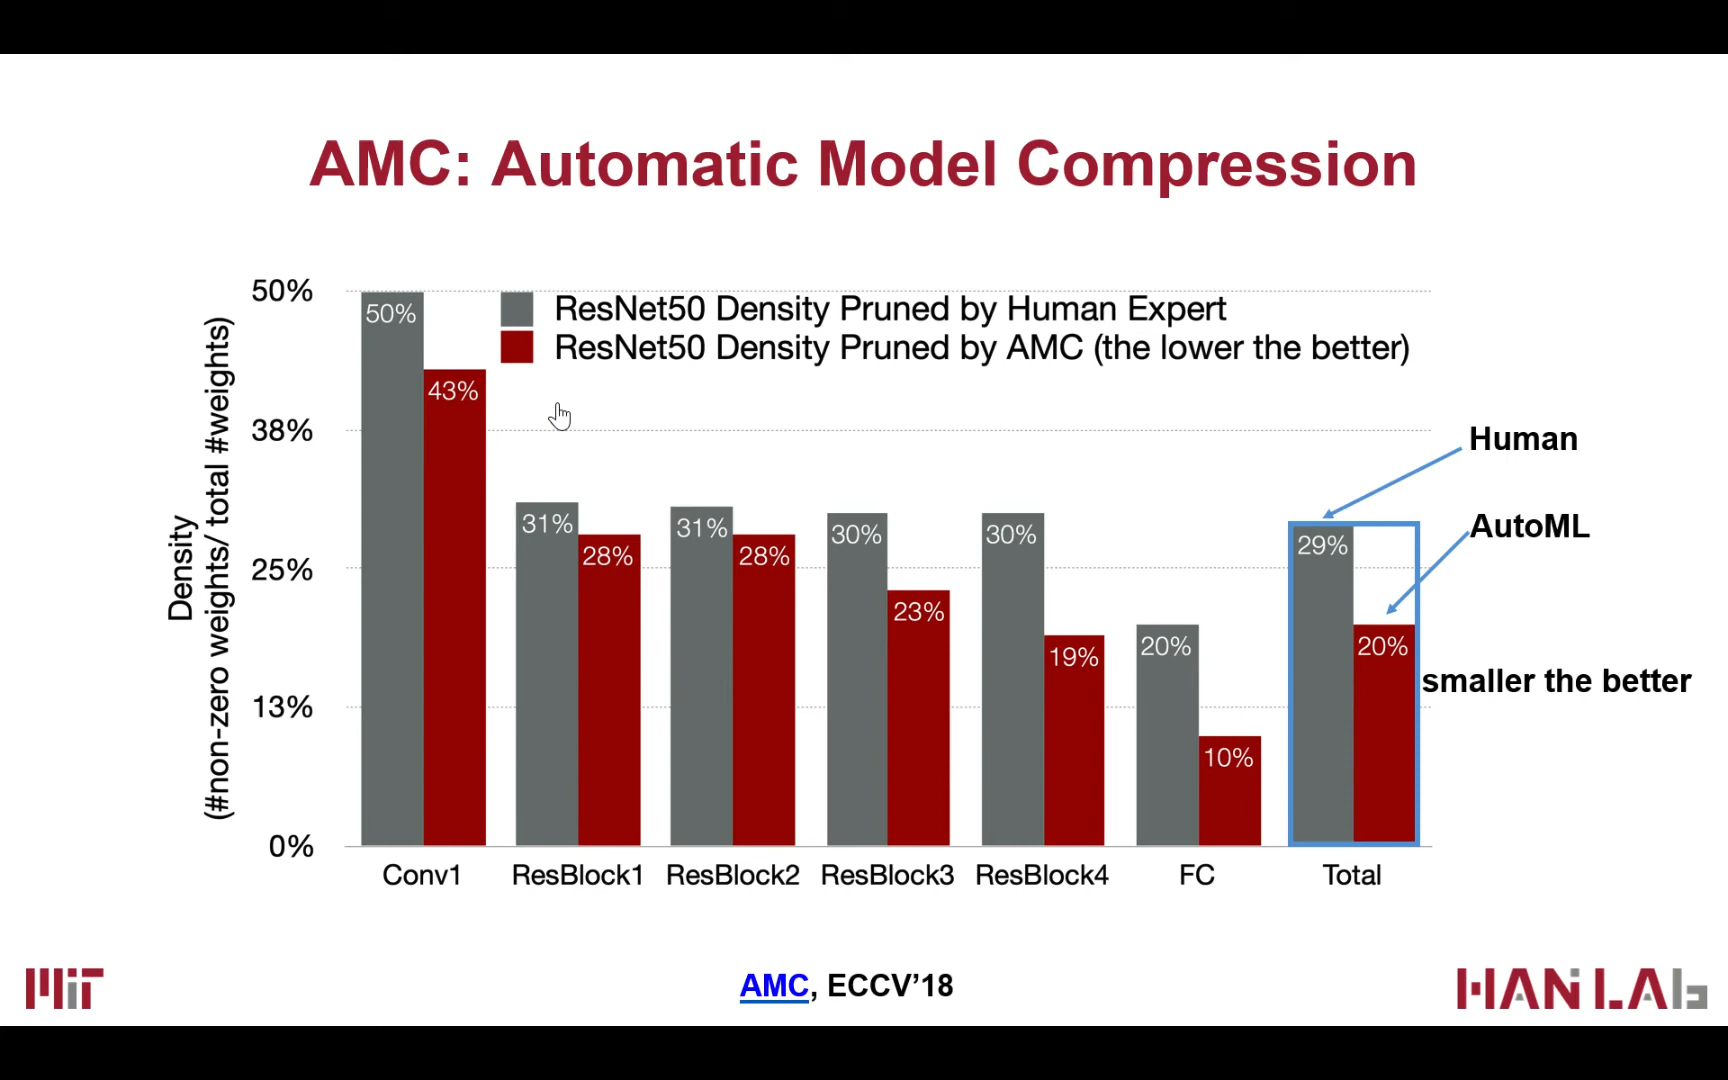 AMC: Automatic Model Compression
50%
38%
25%
13%
0%
Density
(#non-zero weights/ total #weights)
ResNet50 Density Pruned by Human Expert
ResNet50 Density Pruned by AMC (the lower the better)
50%
43%
31%
28%
31%
28%
30%
23%
30%
19%
20%
10%
29%
20%
Human
AutoML
smaller the better
Conv1
ResBlock1
ResBlock2
ResBlock3
ResBlock4
FC
Total
MiT
AMC, ECCV’18
HAN LAb